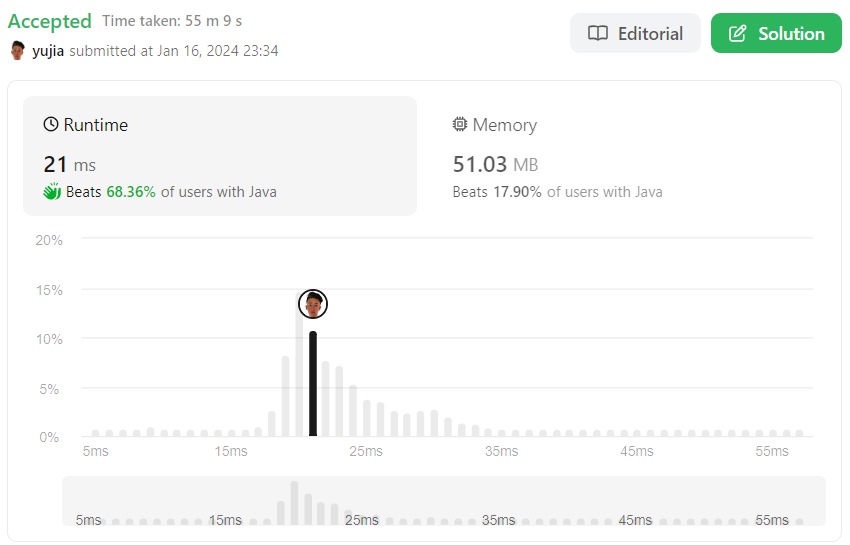 Accepted Time taken: 55 m 9 s
yujia submitted at Jan 16, 2024 23:34
Editorial
Solution
Runtime
21 ms
Beats 68.36% of users with Java
Memory
51.03 MB
Beats 17.90% of users with Java
20%
15%
10%
5%
0%
5ms 15ms 25ms 35ms 45ms 55ms
5ms 15ms 25ms 35ms 45ms 55ms